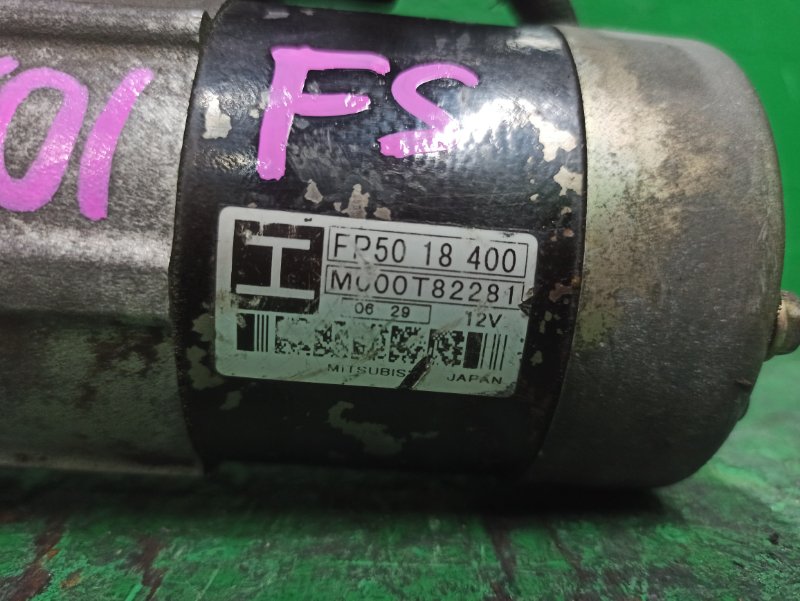 01 FS
H
FP50 18 400
M000T82281
06 29 12V
JAPAN